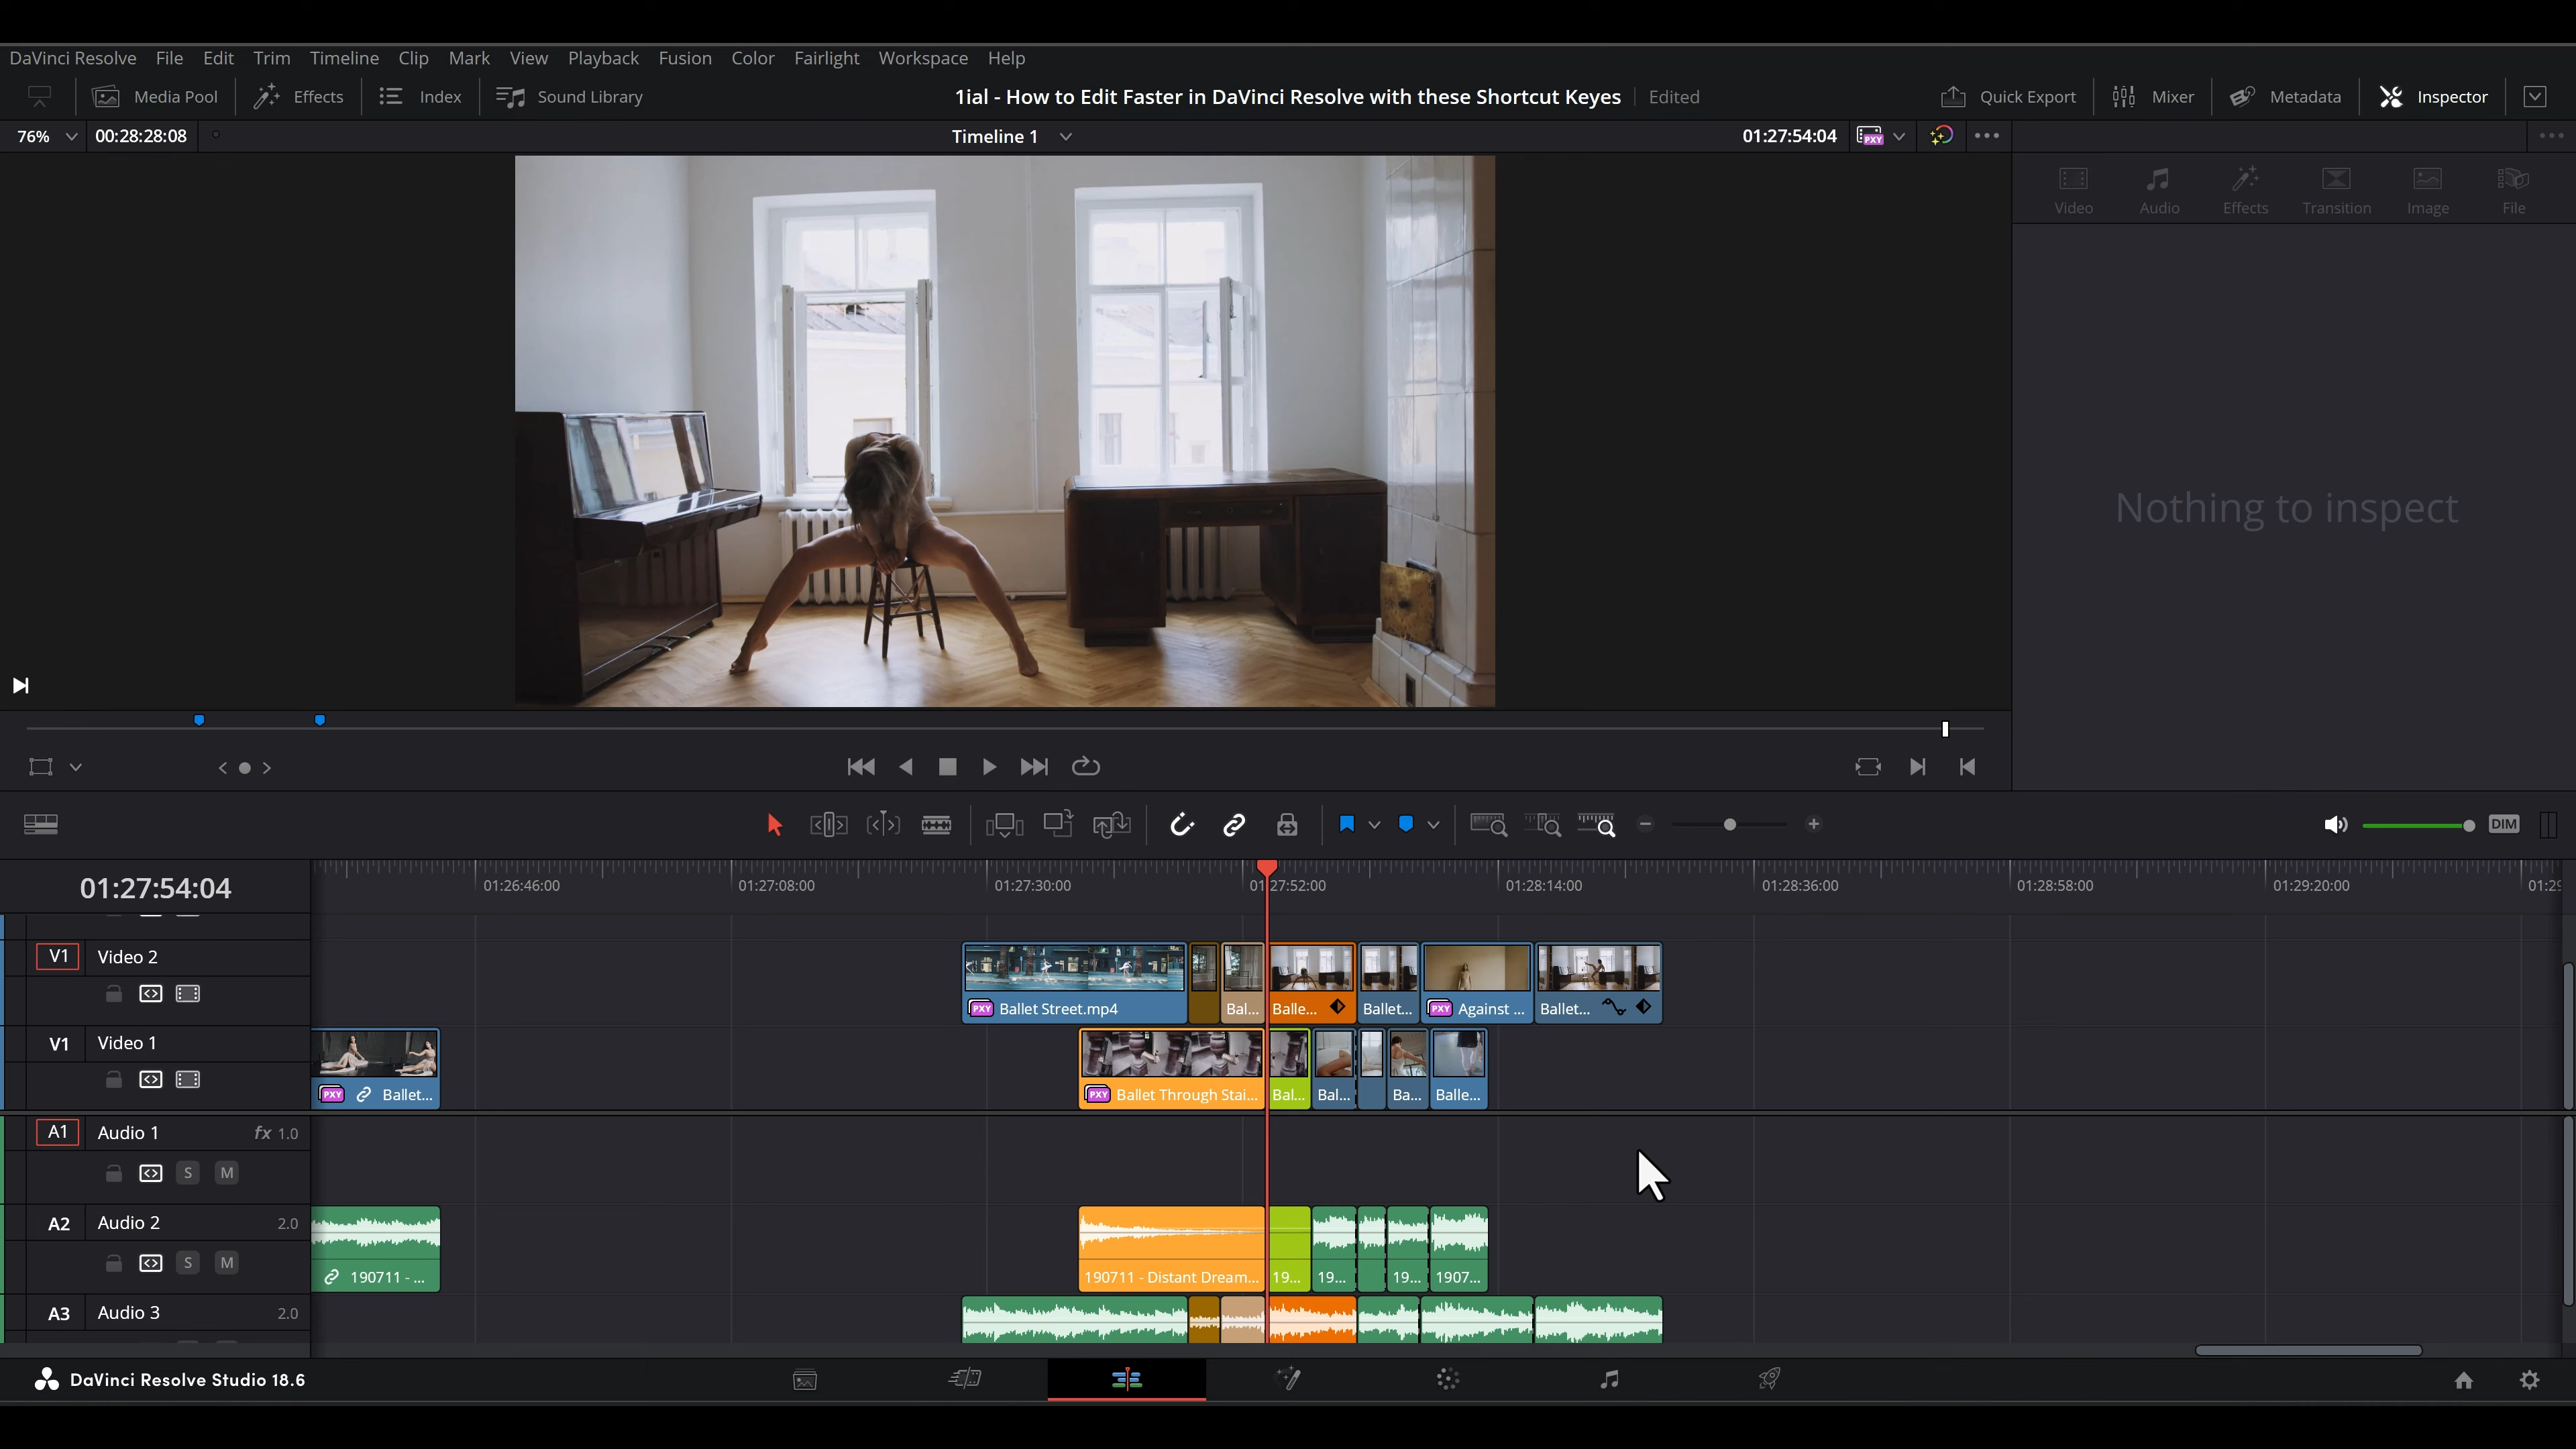 DaVinci Resolve File Edit Trim Timeline Clip Mark View Playback Fusion Color Fairlight Workspace Help
Media Pool Effects Index Sound Library 1ial - How to Edit Faster in DaVinci Resolve with these Shortcut Keyes Edited Quick Export Mixer Metadata Inspector
76% 00:28:28:08 Timeline 1 01:27:54:04 PXY
Video Audio Effects Transition Image File
Nothing to inspect
DIM
01:27:54:04 01:26:46:00 01:27:08:00 01:27:30:00 01:27:52:00 01:28:14:00 01:28:36:00 01:28:58:00 01:29:20:00 01:29
V1 Video 2
PXY Ballet Street.mp4 Bal... Balle... Ballet... PXY Against ... Ballet...
V1 Video 1
PXY Ballet... PXY Ballet Through Stai... Bal... Bal... Ba... Balle...
A1 Audio 1 fx 1.0
S M
A2 Audio 2 2.0
S M
190711 - ... 190711 - Distant Dream... 19... 19... 19... 1907...
A3 Audio 3 2.0
DaVinci Resolve Studio 18.6